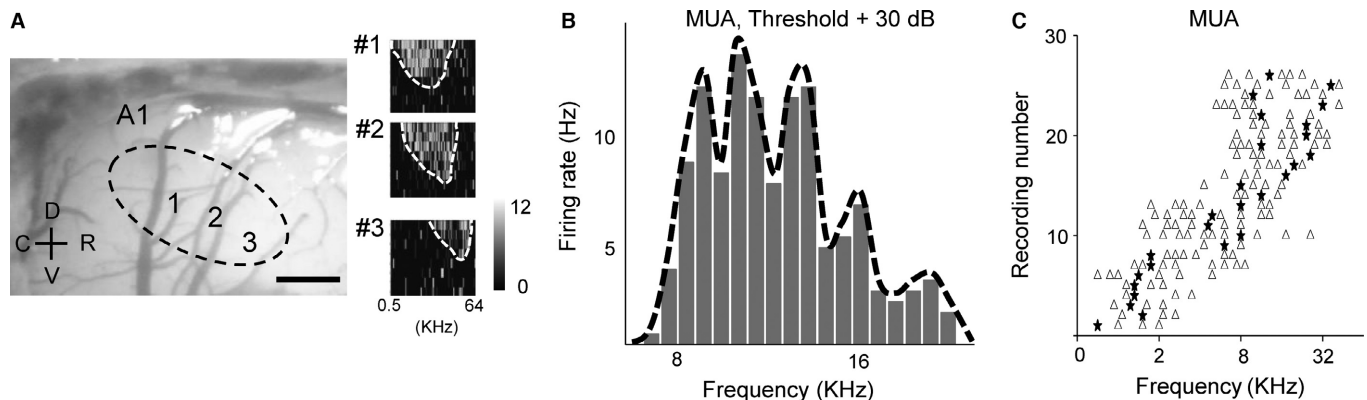 A
A1
1
2
3
D
C
R
V
#1
#2
#3
12
0
0.5
64
(KHz)
B
MUA, Threshold + 30 dB
Firing rate (Hz)
10
5
8
16
Frequency (KHz)
C
MUA
Recording number
30
20
10
0
2
8
32
Frequency (KHz)